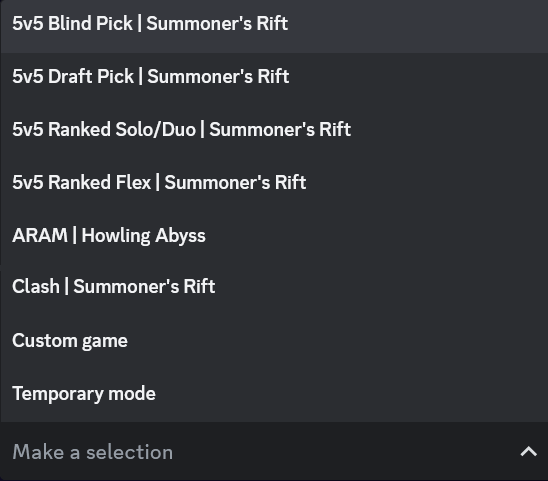 5v5 Blind Pick | Summoner's Rift
5v5 Draft Pick | Summoner's Rift
5v5 Ranked Solo/Duo | Summoner's Rift
5v5 Ranked Flex | Summoner's Rift
ARAM | Howling Abyss
Clash | Summoner's Rift
Custom game
Temporary mode
Make a selection